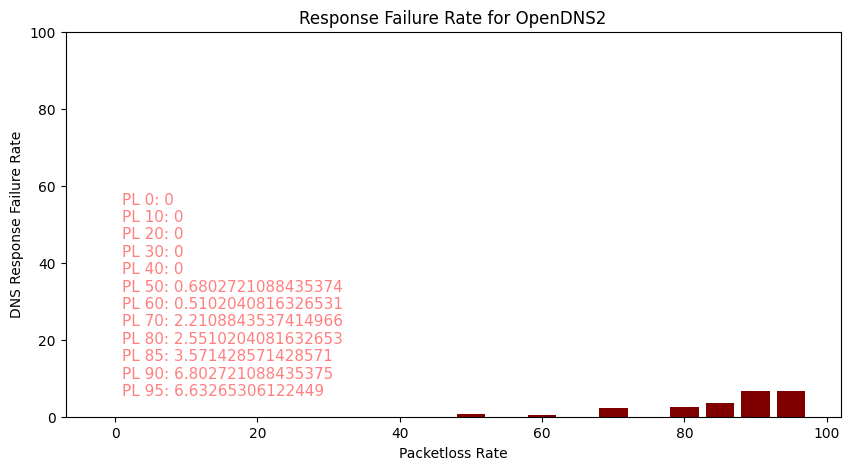 Response Failure Rate for OpenDNS2
100
80
60
40
20
0
DNS Response Failure Rate
PL 0: 0
PL 10: 0
PL 20: 0
PL 30: 0
PL 40: 0
PL 50: 0.6802721088435374
PL 60: 0.5102040816326531
PL 70: 2.2108843537414966
PL 80: 2.5510204081632653
PL 85: 3.571428571428571
PL 90: 6.802721088435375
PL 95: 6.63265306122449
0 20 40 60 80 100
Packetloss Rate